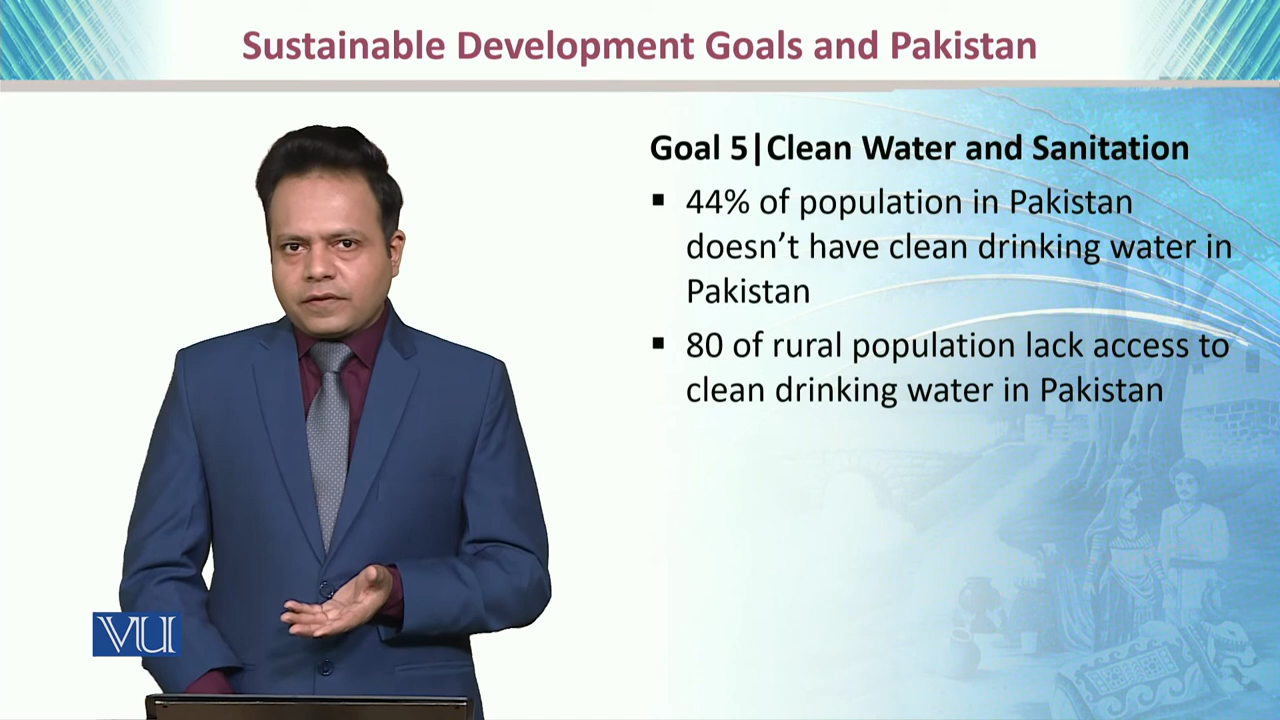 Sustainable Development Goals and Pakistan
Goal 5|Clean Water and Sanitation
▪ 44% of population in Pakistan
doesn’t have clean drinking water in
Pakistan
▪ 80 of rural population lack access to
clean drinking water in Pakistan
VU